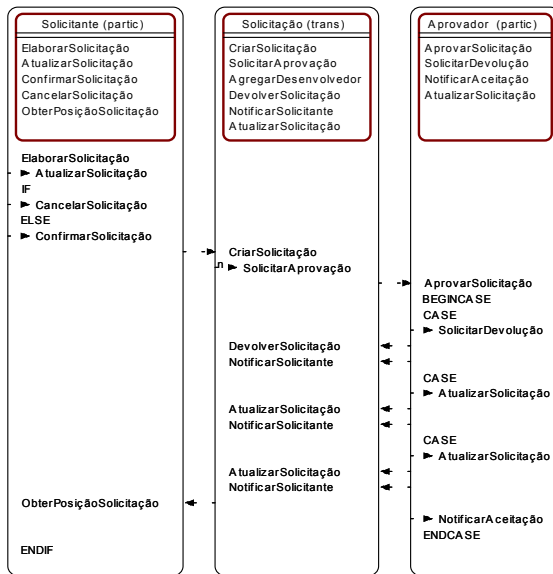 Solicitante (partic)
ElaborarSolicitação
AtualizarSolicitação
ConfirmarSolicitação
CancelarSolicitação
ObterPosiçãoSolicitação
Solicitação (trans)
CriarSolicitação
SolicitarAprovação
AgregarDesenvolvedor
DevolverSolicitação
NotificarSolicitante
AtualizarSolicitação
Aprovador (partic)
AprovarSolicitação
SolicitarDevolução
NotificarAceitação
AtualizarSolicitação
ElaborarSolicitação
AtualizarSolicitação
IF
CancelarSolicitação
ELSE
ConfirmarSolicitação
CriarSolicitação
n
SolicitarAprovação
AprovarSolicitação
BEGINCASE
CASE
SolicitarDevolução
DevolverSolicitação
NotificarSolicitante
CASE
AtualizarSolicitação
AtualizarSolicitação
NotificarSolicitante
CASE
AtualizarSolicitação
AtualizarSolicitação
NotificarSolicitante
ObterPosiçãoSolicitação
NotificarAceitação
ENDCASE
ENDIF